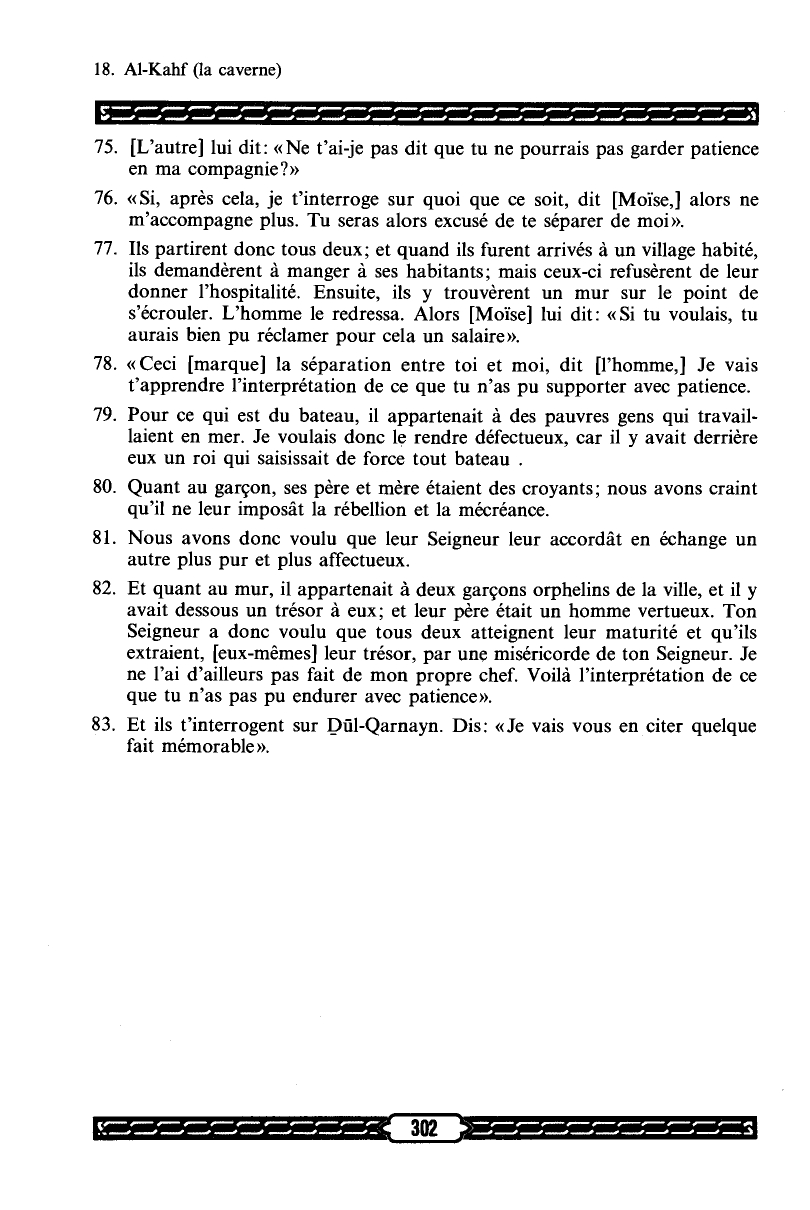 18. Al-Kahf (la caverne)
75. [L'autre] lui dit: «Ne t'ai-je pas dit que tu ne pourrais pas garder patience
en ma compagnie?»
76. «Si, après cela, je t'interroge sur quoi que ce soit, dit [Moïse,] alors ne
m'accompagne plus. Tu seras alors excusé de te séparer de moi».
77. Ils partirent donc tous deux; et quand ils furent arrivés à un village habité,
ils demandèrent à manger à ses habitants; mais ceux-ci refusèrent de leur
donner l'hospitalité. Ensuite, ils y trouvèrent un mur sur le point de
s'écrouler. L'homme le redressa. Alors [Moïse] lui dit: «Si tu voulais, tu
aurais bien pu réclamer pour cela un salaire».
78. «Ceci [marque] la séparation entre toi et moi, dit [l'homme,] Je vais
t'apprendre l'interprétation de ce que tu n'as pu supporter avec patience.
79. Pour ce qui est du bateau, il appartenait à des pauvres gens qui travail-
laient en mer. Je voulais donc le rendre défectueux, car il y avait derrière
eux un roi qui saisissait de force tout bateau .
80. Quant au garçon, ses père et mère étaient des croyants; nous avons craint
qu'il ne leur imposât la rébellion et la mécréance.
81. Nous avons donc voulu que leur Seigneur leur accordât en échange un
autre plus pur et plus affectueux.
82. Et quant au mur, il appartenait à deux garçons orphelins de la ville, et il y
avait dessous un trésor à eux; et leur père était un homme vertueux. Ton
Seigneur a donc voulu que tous deux atteignent leur maturité et qu'ils
extraient, [eux-mêmes] leur trésor, par une miséricorde de ton Seigneur. Je
ne l'ai d'ailleurs pas fait de mon propre chef. Voilà l'interprétation de ce
que tu n'as pas pu endurer avec patience».
83. Et ils t'interrogent sur Ḏūl-Qarnayn. Dis: «Je vais vous en citer quelque
fait mémorable».
302